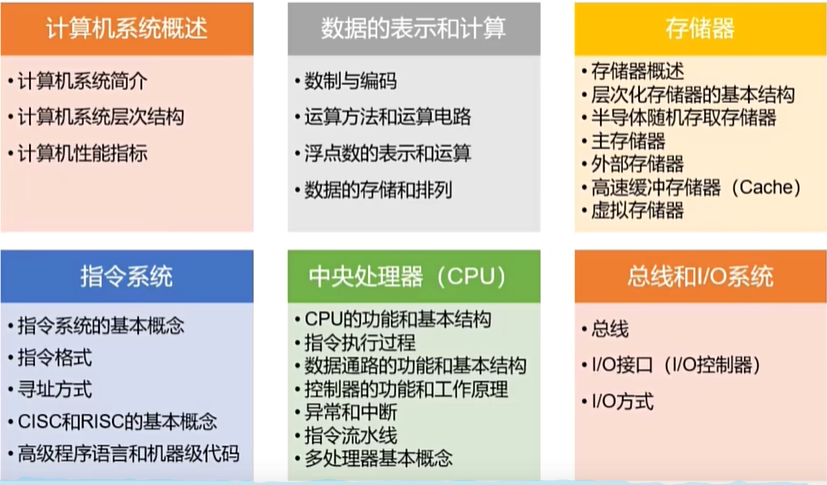 计算机系统概述
• 计算机系统简介
• 计算机系统层次结构
• 计算机性能指标
数据的表示和计算
• 数制与编码
• 运算方法和运算电路
• 浮点数的表示和运算
• 数据的存储和排列
存储器
• 存储器概述
• 层次化存储器的基本结构
• 半导体随机存取存储器
• 主存储器
• 外部存储器
• 高速缓冲存储器（Cache）
• 虚拟存储器
指令系统
• 指令系统的基本概念
• 指令格式
• 寻址方式
• CISC和RISC的基本概念
• 高级程序语言和机器级代码
中央处理器（CPU）
• CPU的功能和基本结构
• 指令执行过程
• 数据通路的功能和基本结构
• 控制器的功能和工作原理
• 异常和中断
• 指令流水线
• 多处理器基本概念
总线和I/O系统
• 总线
• I/O接口（I/O控制器）
• I/O方式